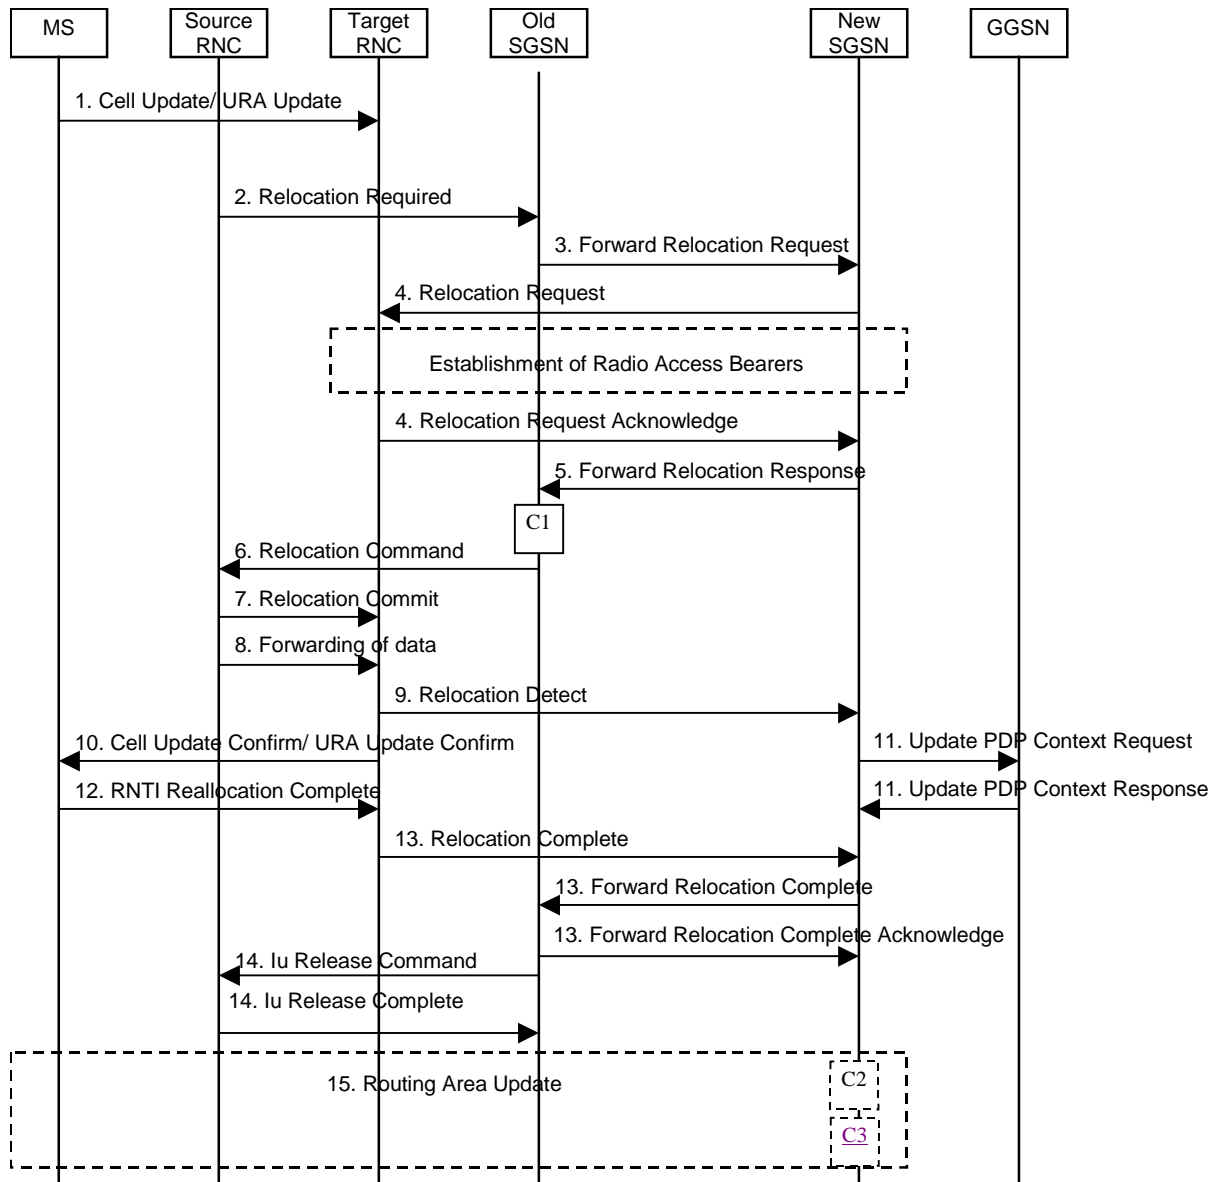 MS
Source
RNC
Target
RNC
Old
SGSN
New
SGSN
GGSN
1. Cell Update/ URA Update
2. Relocation Required
3. Forward Relocation Request
4. Relocation Request
Establishment of Radio Access Bearers
4. Relocation Request Acknowledge
5. Forward Relocation Response
C1
6. Relocation Command
7. Relocation Commit
8. Forwarding of data
9. Relocation Detect
10. Cell Update Confirm/ URA Update Confirm
11. Update PDP Context Request
12. RNTI Reallocation Complete
11. Update PDP Context Response
13. Relocation Complete
13. Forward Relocation Complete
13. Forward Relocation Complete Acknowledge
14. Iu Release Command
14. Iu Release Complete
15. Routing Area Update
C2
C3